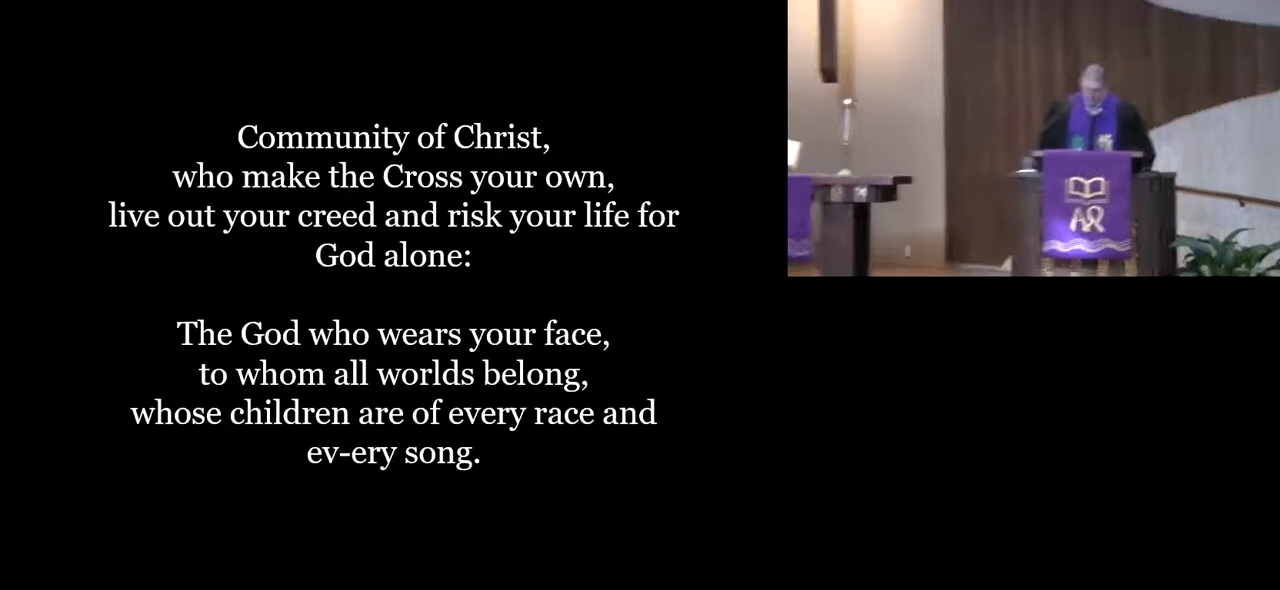 Community of Christ,
who make the Cross your own,
live out your creed and risk your life for
God alone:
The God who wears your face,
to whom all worlds belong,
whose children are of every race and
ev-ery song.
ΑΩ